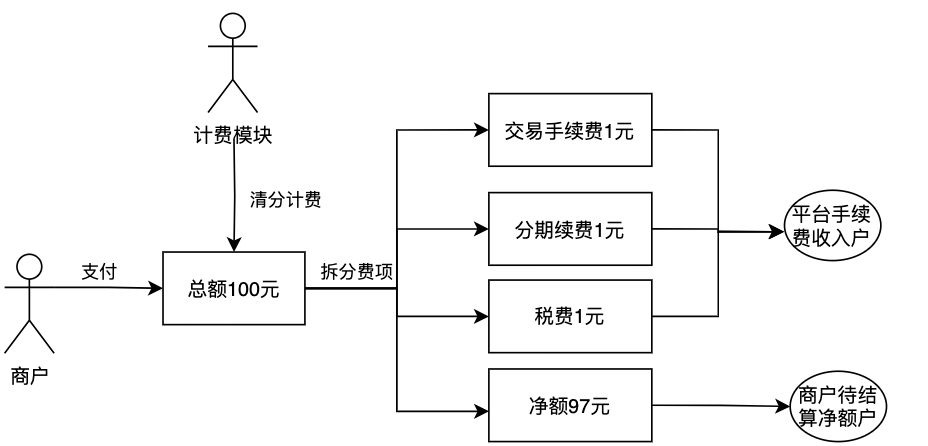 计费模块
清分计费
支付
总额100元
商户
拆分费项
交易手续费1元
分期续费1元
税费1元
净额97元
平台手续
费收入户
商户待结
算净额户